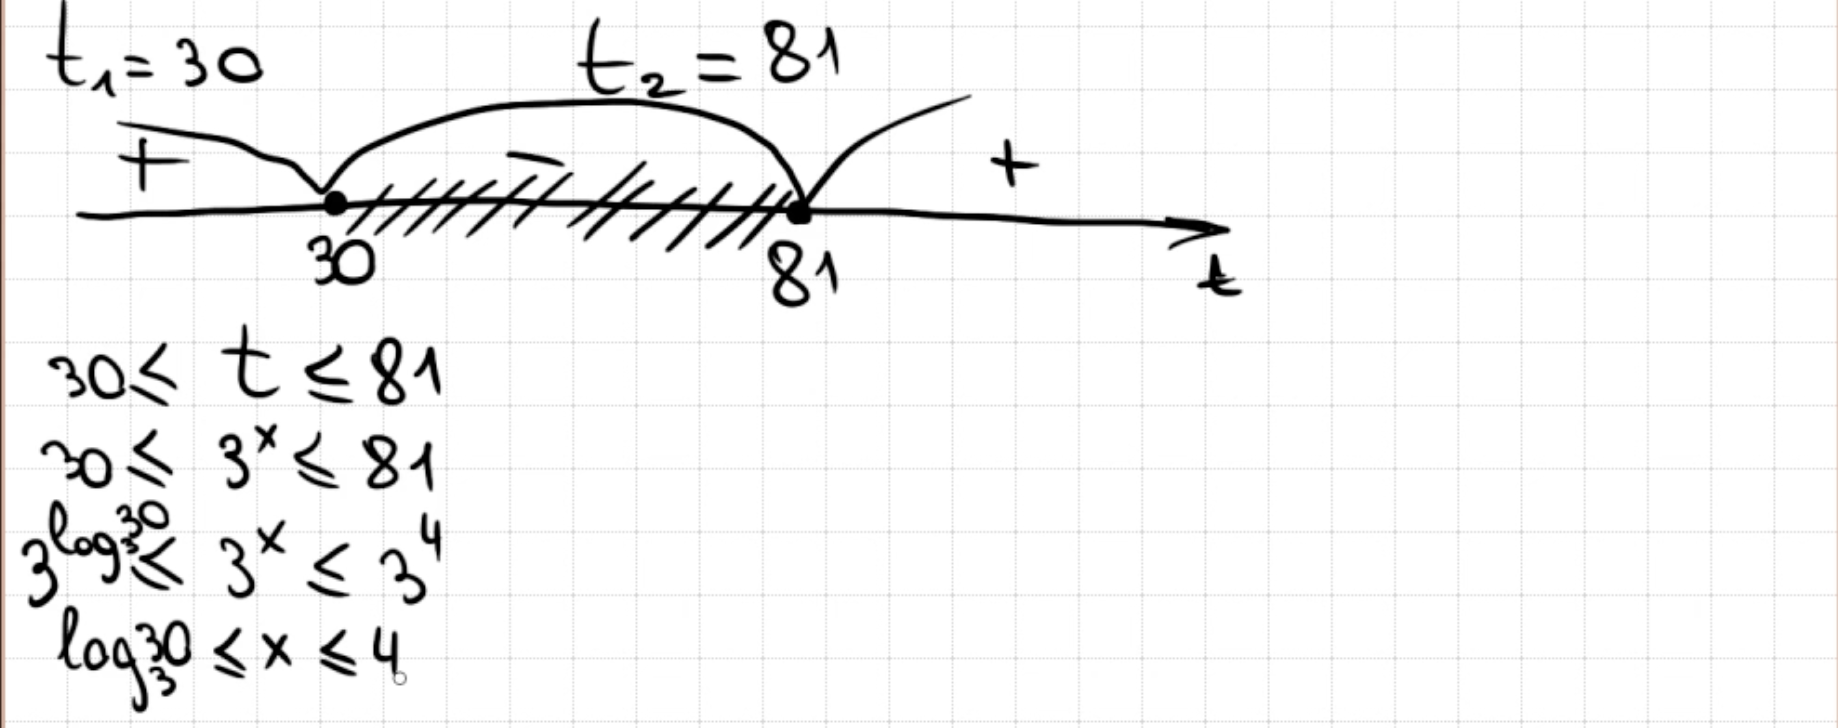 t₁ = 30 t₂ = 81
+ − +
30 81 t
30 ≤ t ≤ 81
30 ≤ 3ˣ ≤ 81
3^(log₃30) ≤ 3ˣ ≤ 3⁴
log₃30 ≤ x ≤ 4